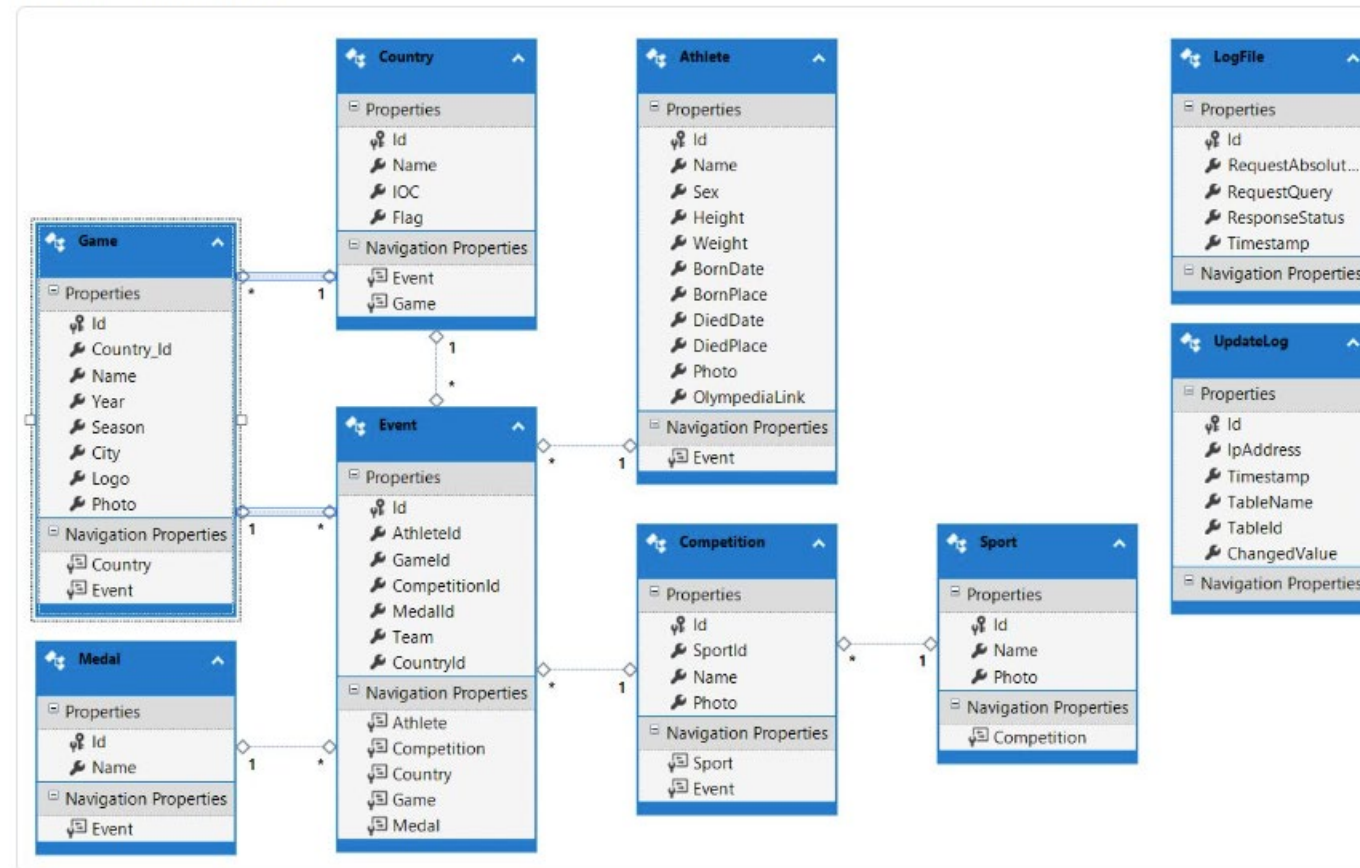 Country
Properties
Id
Name
IOC
Flag
Navigation Properties
Event
Game
Athlete
Properties
Id
Name
Sex
Height
Weight
BornDate
BornPlace
DiedDate
DiedPlace
Photo
OlympediaLink
Navigation Properties
Event
LogFile
Properties
Id
RequestAbsolut...
RequestQuery
ResponseStatus
Timestamp
Navigation Properties
Game
Properties
Id
Country_Id
Name
Year
Season
City
Logo
Photo
Navigation Properties
Country
Event
* 1
1
*
1 *
Event
Properties
Id
AthleteId
GameId
CompetitionId
MedalId
Team
CountryId
Navigation Properties
Athlete
Competition
Country
Game
Medal
* 1
* 1
UpdateLog
Properties
Id
IpAddress
Timestamp
TableName
TableId
ChangedValue
Navigation Properties
Medal
Properties
Id
Name
Navigation Properties
Event
1 *
Competition
Properties
Id
SportId
Name
Photo
Navigation Properties
Sport
Event
* 1
Sport
Properties
Id
Name
Photo
Navigation Properties
Competition